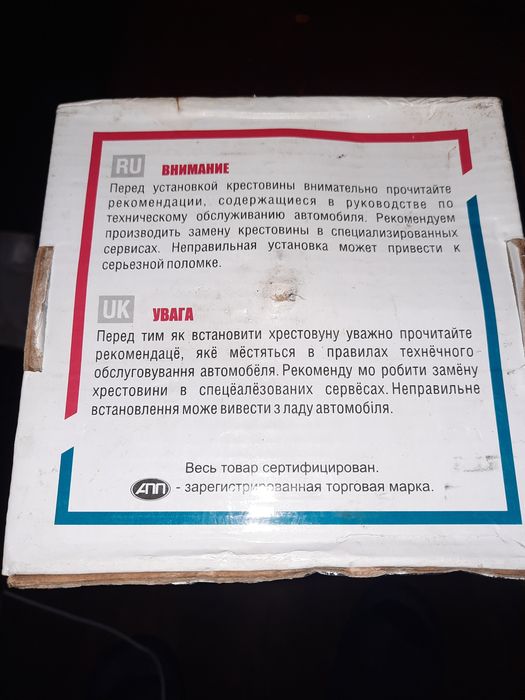 RU ВНИМАНИЕ
Перед установкой крестовины внимательно прочитайте
рекомендации, содержащиеся в руководстве по
техническому обслуживанию автомобиля. Рекомендуем
производить замену крестовины в специализированных
сервисах. Неправильная установка может привести к
серьезной поломке.
UK УВАГА
Перед тим як встановити хрестовуну уважно прочитайте
рекомендацё, якё мёстяться в правилах технёчного
обслуговування автомобёля. Рекоменду мо робити замёну
хрестовини в спецёалёзованих сервёсах. Неправильне
встановлення може вивести з ладу автомобіля.
Весь товар сертифицирован.
АПП - зарегистрированная торговая марка.